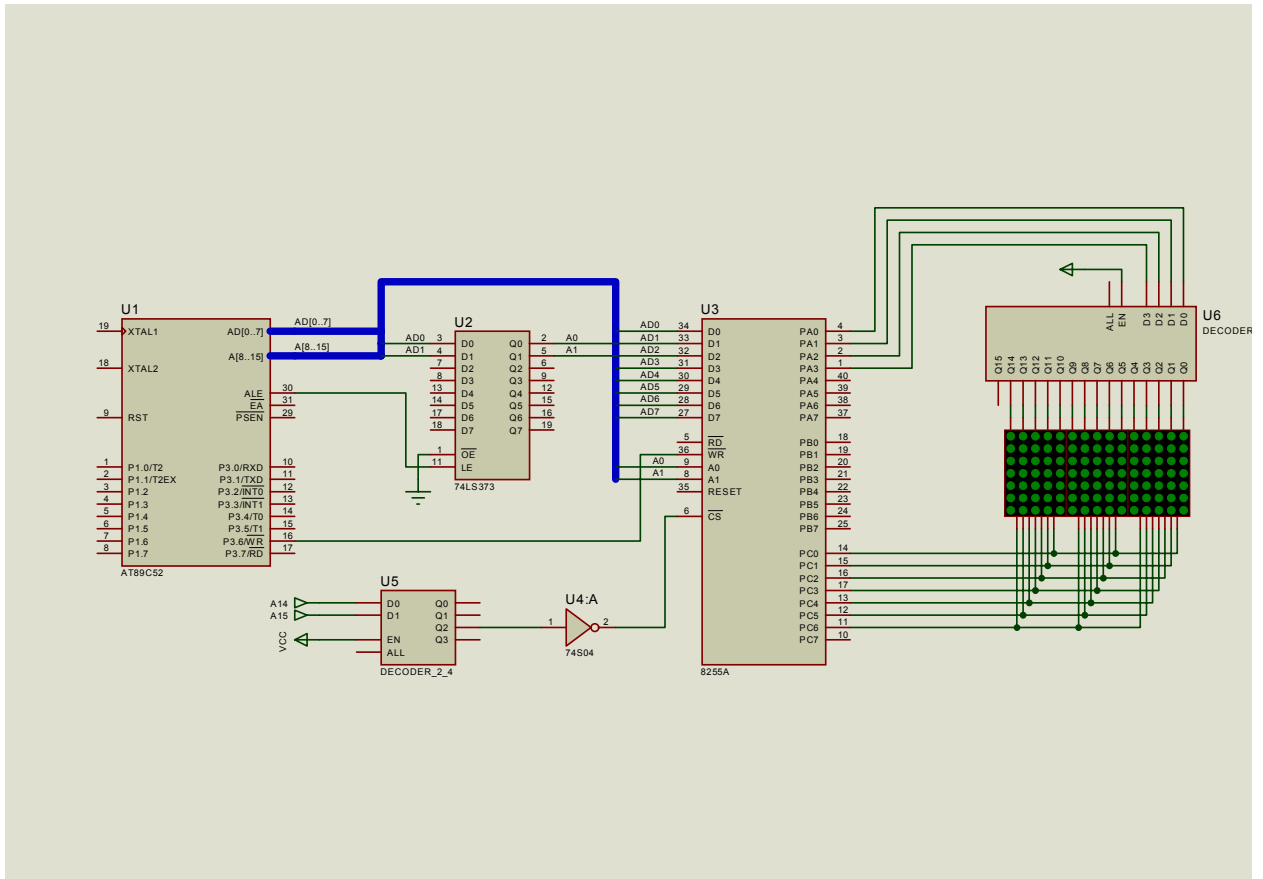 U1
19
XTAL1
18
XTAL2
9
RST
1
P1.0/T2
2
P1.1/T2EX
3
P1.2
4
P1.3
5
P1.4
6
P1.5
7
P1.6
8
P1.7
AD[0..7]
A[8..15]
ALE
30
EA
31
PSEN
29
P3.0/RXD
10
P3.1/TXD
11
P3.2/INT0
12
P3.3/INT1
13
P3.4/T0
14
P3.5/T1
15
P3.6/WR
16
P3.7/RD
17
AT89C52
AD[0..7]
A[8..15]
U2
AD0
3
D0
AD1
4
D1
7
D2
8
D3
13
D4
14
D5
17
D6
18
D7
1
OE
11
LE
Q0
2
A0
Q1
5
A1
Q2
6
Q3
9
Q4
12
Q5
15
Q6
16
Q7
19
74LS373
U5
A14
D0
A15
D1
VCC
EN
ALL
Q0
Q1
Q2
Q3
DECODER_2_4
U4:A
1
2
74S04
U3
AD0
34
D0
AD1
33
D1
AD2
32
D2
AD3
31
D3
AD4
30
D4
AD5
29
D5
AD6
28
D6
AD7
27
D7
5
RD
36
WR
A0
9
A0
A1
8
A1
35
RESET
6
CS
PA0
4
PA1
3
PA2
2
PA3
1
PA4
40
PA5
39
PA6
38
PA7
37
PB0
18
PB1
19
PB2
20
PB3
21
PB4
22
PB5
23
PB6
24
PB7
25
PC0
14
PC1
15
PC2
16
PC3
17
PC4
13
PC5
12
PC6
11
PC7
10
8255A
U6
DECODER
ALL
EN
D3
D2
D1
D0
Q15
Q14
Q13
Q12
Q11
Q10
Q9
Q8
Q7
Q6
Q5
Q4
Q3
Q2
Q1
Q0